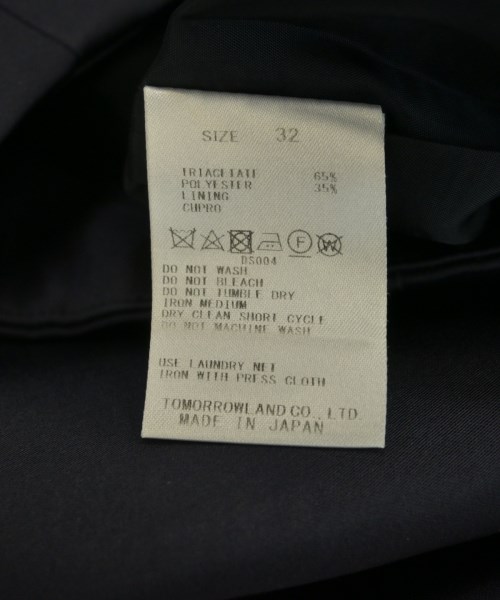 SIZE 32
TRIACETATE 65%
POLYESTER 35%
LINING
CUPRO
F W
DS004
DO NOT WASH
DO NOT BLEACH
DO NOT TUMBLE DRY
IRON MEDIUM
DRY CLEAN SHORT CYCLE
DO NOT MACHINE WASH
USE LAUNDRY NET
IRON WITH PRESS CLOTH
TOMORROWLAND CO., LTD.
MADE IN JAPAN